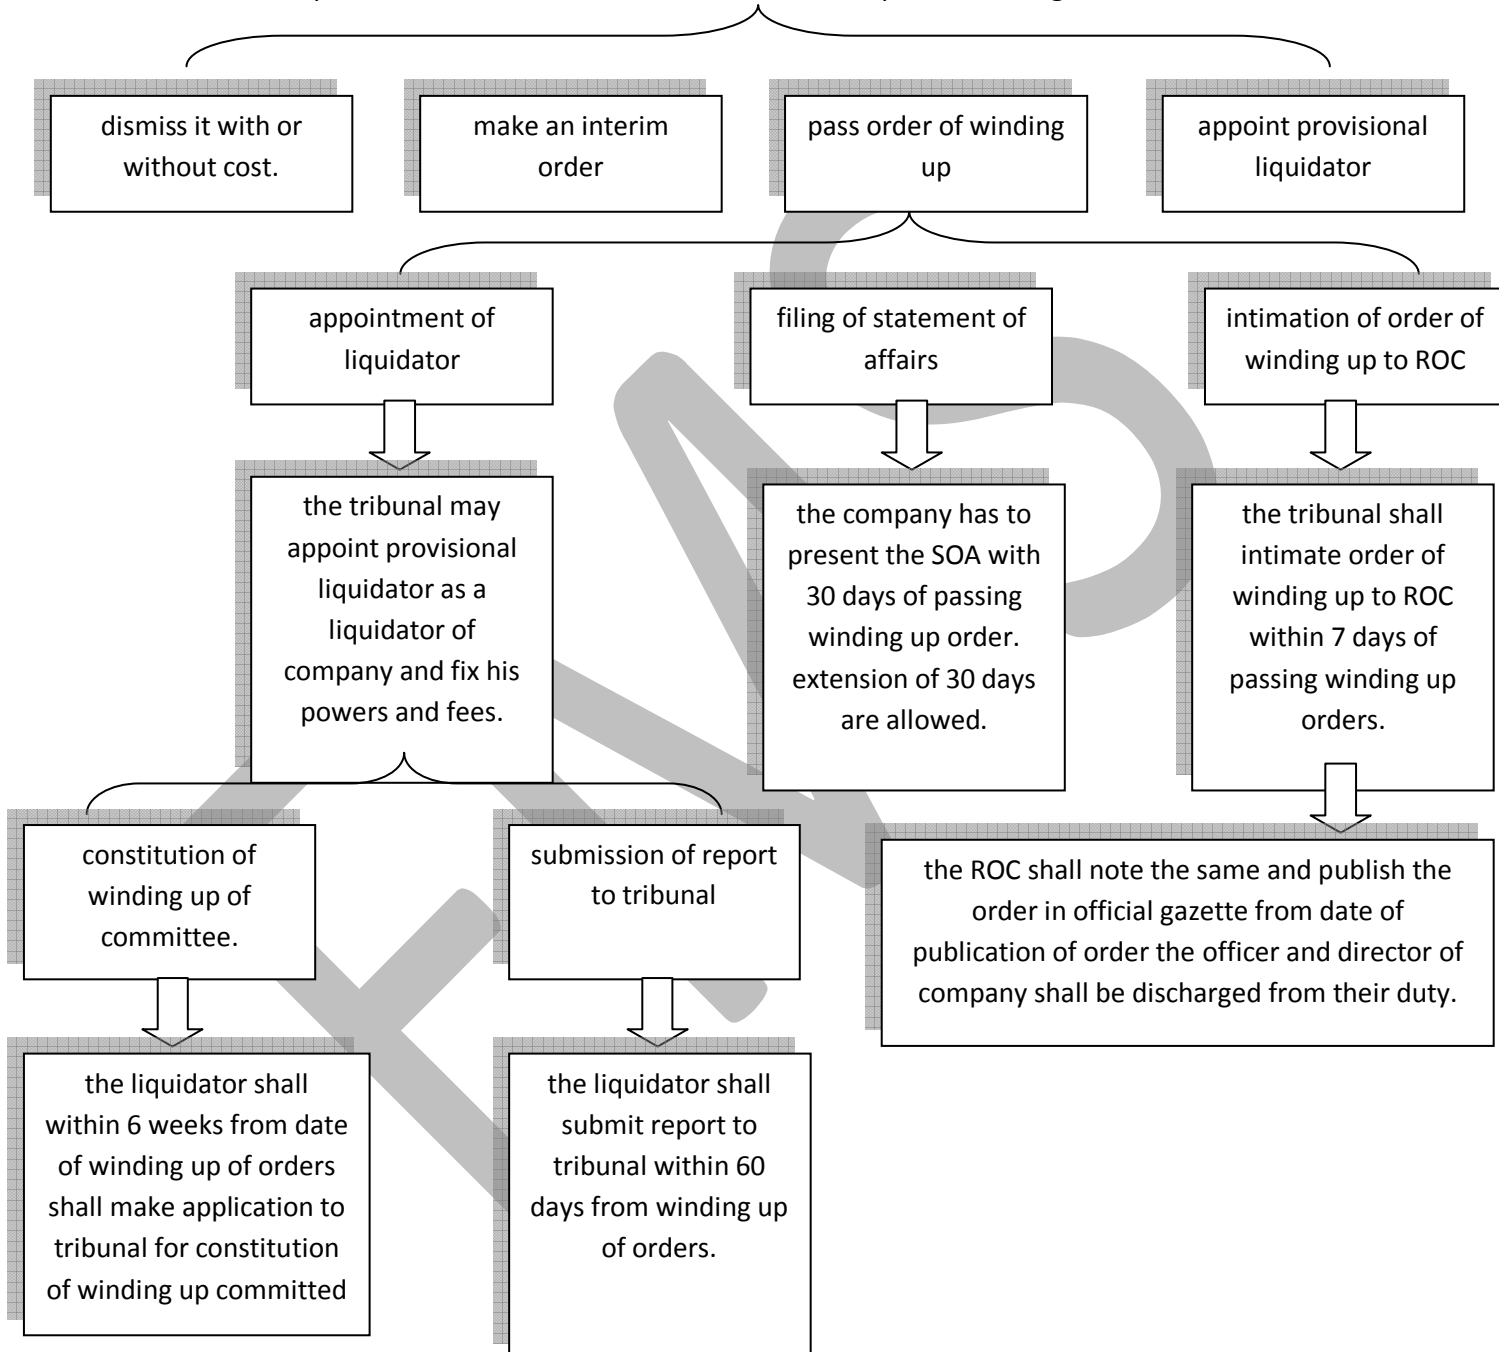 dismiss it with or
without cost.
make an interim
order
pass order of winding
up
appoint provisional
liquidator
appointment of
liquidator
filing of statement of
affairs
intimation of order of
winding up to ROC
the tribunal may
appoint provisional
liquidator as a
liquidator of
company and fix his
powers and fees.
the company has to
present the SOA with
30 days of passing
winding up order.
extension of 30 days
are allowed.
the tribunal shall
intimate order of
winding up to ROC
within 7 days of
passing winding up
orders.
constitution of
winding up of
committee.
submission of report
to tribunal
the ROC shall note the same and publish the
order in official gazette from date of
publication of order the officer and director of
company shall be discharged from their duty.
the liquidator shall
within 6 weeks from date
of winding up of orders
shall make application to
tribunal for constitution
of winding up committed
the liquidator shall
submit report to
tribunal within 60
days from winding up
of orders.